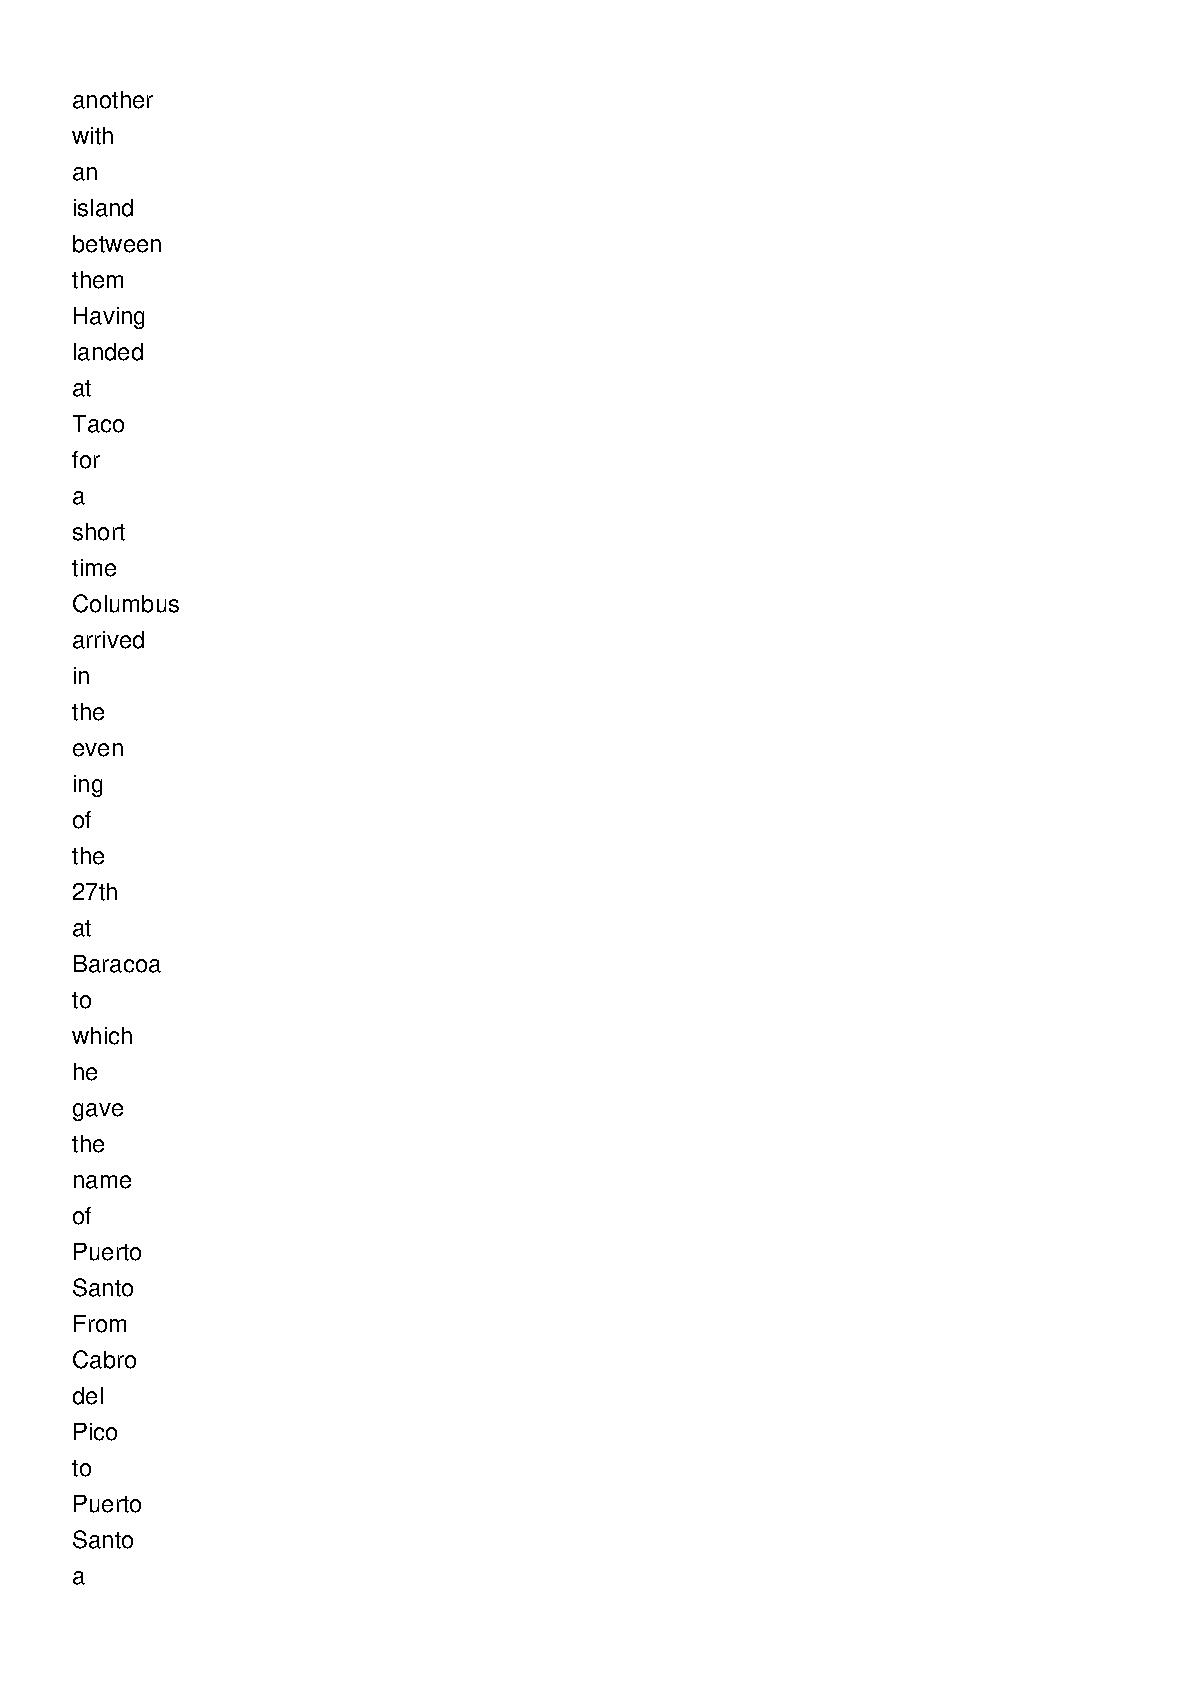 another
with
an
island
between
them
Having
landed
at
Taco
for
a
short
time
Columbus
arrived
in
the
even
ing
of
the
27th
at
Baracoa
to
which
he
gave
the
name
of
Puerto
Santo
From
Cabro
del
Pico
to
Puerto
Santo
a